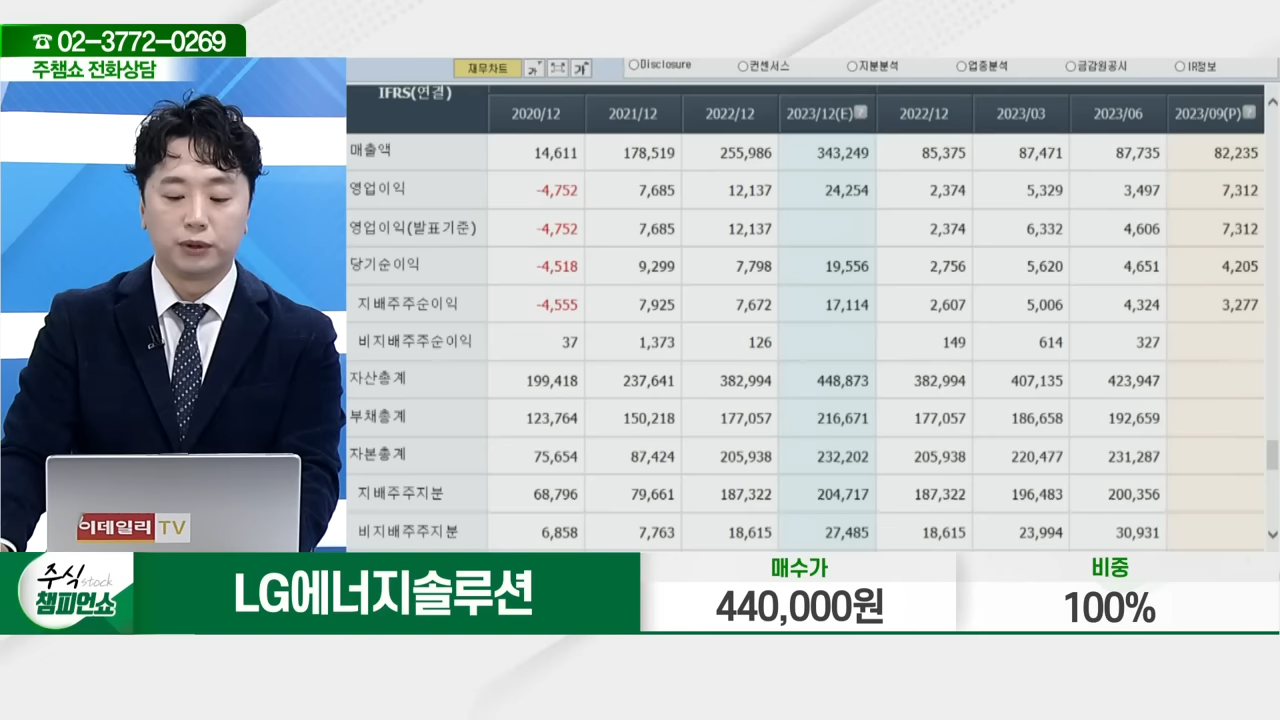 ☎ 02-3772-0269
주챔쇼 전화상담
재무차트 가 가 Disclosure 컨센서스 지분분석 업종분석 금감원공시 IR정보
IFRS(연결) 2020/12 2021/12 2022/12 2023/12(E) 2022/12 2023/03 2023/06 2023/09(P)
매출액 14,611 178,519 255,986 343,249 85,375 87,471 87,735 82,235
영업이익 -4,752 7,685 12,137 24,254 2,374 5,329 3,497 7,312
영업이익(발표기준) -4,752 7,685 12,137 2,374 6,332 4,606 7,312
당기순이익 -4,518 9,299 7,798 19,556 2,756 5,620 4,651 4,205
지배주주순이익 -4,555 7,925 7,672 17,114 2,607 5,006 4,324 3,277
비지배주주순이익 37 1,373 126 149 614 327
자산총계 199,418 237,641 382,994 448,873 382,994 407,135 423,947
부채총계 123,764 150,218 177,057 216,671 177,057 186,658 192,659
자본총계 75,654 87,424 205,938 232,202 205,938 220,477 231,287
지배주주지분 68,796 79,661 187,322 204,717 187,322 196,483 200,356
비지배주주지분 6,858 7,763 18,615 27,485 18,615 23,994 30,931
이데일리 TV
주식 stock
챔피언쇼
LG에너지솔루션
매수가
440,000원
비중
100%